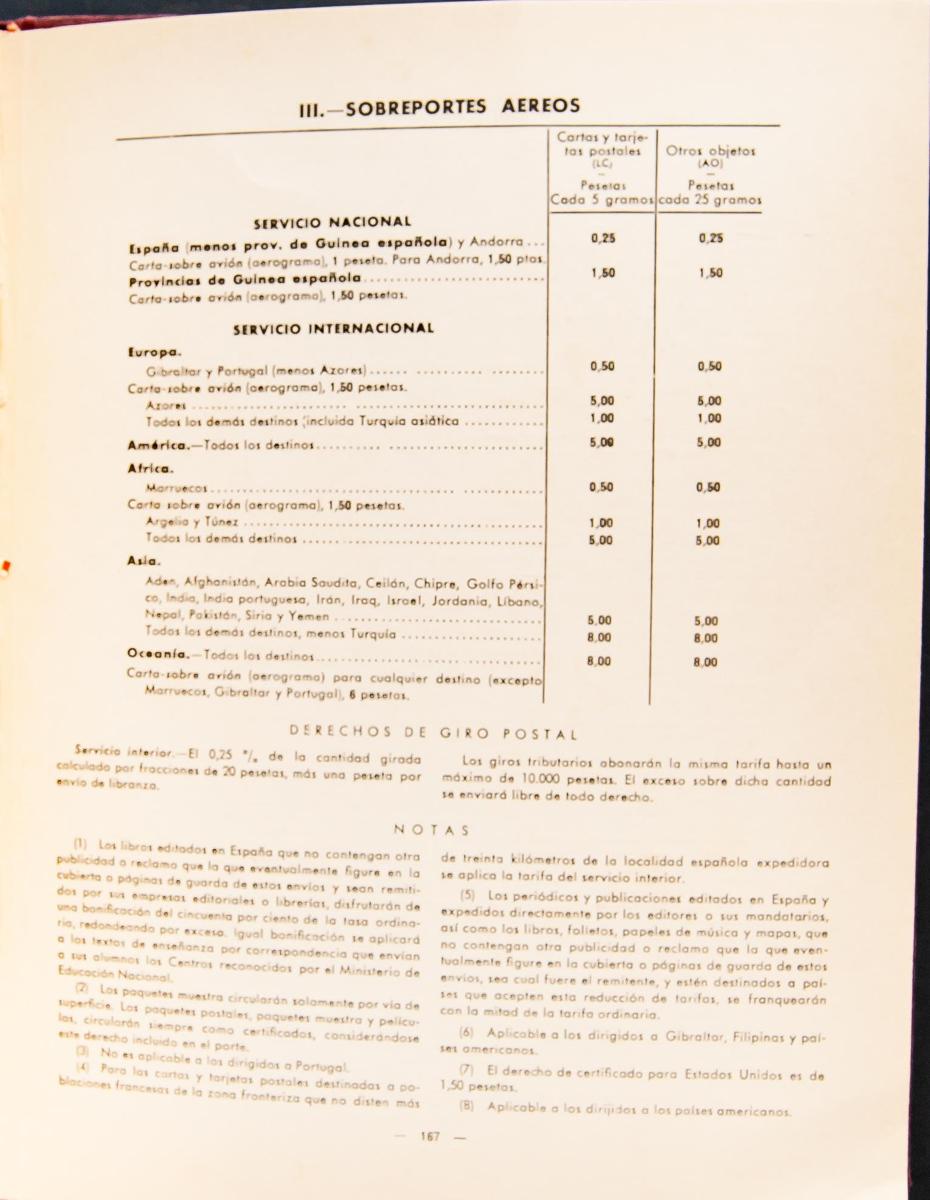 III.—SOBREPORTES AEREOS
Cartas y tarje-
tas postales
(LC)
—
Pesetas
Cada 5 gramos
Otros objetos
(AO)
—
Pesetas
cada 25 gramos
SERVICIO NACIONAL
España (menos prov. de Guinea española) y Andorra ... 0,25 0,25
Carta-sobre avión (aerograma), 1 peseta. Para Andorra, 1,50 ptas.
Provincias de Guinea española.............................. 1,50 1,50
Carta-sobre avión (aerograma), 1,50 pesetas.
SERVICIO INTERNACIONAL
Europa.
Gibraltar y Portugal (menos Azores)...... ........... ........ 0,50 0,50
Carta-sobre avión (aerograma), 1,50 pesetas.
Azores .......................... ............................ 5,00 5,00
Todos los demás destinos (incluida Turquía asiática ............ 1,00 1,00
América.—Todos los destinos.......... ........................ 5,00 5,00
Africa.
Marruecos.................................................... 0,50 0,50
Carta sobre avión (aerograma), 1,50 pesetas.
Argelia y Túnez .............................................. 1,00 1,00
Todos los demás destinos ..................................... 5,00 5,00
Asia.
Aden, Afghanistán, Arabia Saudita, Ceilán, Chipre, Golfo Pérsi-
co, India, India portuguesa, Irán, Iraq, Israel, Jordania, Líbano,
Nepal, Pakistán, Siria y Yemen ............................... 5,00 5,00
Todos los demás destinos, menos Turquía ...................... 8,00 8,00
Oceanía.—Todos los destinos................................... 8,00 8,00
Carta-sobre avión (aerograma) para cualquier destino (excepto
Marruecos, Gibraltar y Portugal), 6 pesetas.
DERECHOS DE GIRO POSTAL
Servicio interior.—El 0,25 % de la cantidad girada
calculado por fracciones de 20 pesetas, más una peseta por
envío de libranza.
Los giros tributarios abonarán la misma tarifa hasta un
máximo de 10.000 pesetas. El exceso sobre dicha cantidad
se enviará libre de todo derecho.
NOTAS
(1) Los libros editados en España que no contengan otra
publicidad o reclamo que la que eventualmente figure en la
cubierta o páginas de guarda de estos envíos y sean remiti-
dos por sus empresas editoriales o librerías, disfrutarán de
una bonificación del cincuenta por ciento de la tasa ordina-
ria, redondeando por exceso. Igual bonificación se aplicará
a los textos de enseñanza por correspondencia que envían
a sus alumnos los Centros reconocidos por el Ministerio de
Educación Nacional.
(2) Los paquetes muestra circularán solamente por vía de
superficie. Los paquetes postales, paquetes muestra y pelícu-
las, circularán siempre como certificados, considerándose
este derecho incluido en el porte.
(3) No es aplicable a los dirigidos a Portugal.
(4) Para las cartas y tarjetas postales destinadas a po-
blaciones francesas de la zona fronteriza que no disten más
de treinta kilómetros de la localidad española expedidora
se aplica la tarifa del servicio interior.
(5) Los periódicos y publicaciones editados en España y
expedidos directamente por los editores o sus mandatarios,
así como los libros, folletos, papeles de música y mapas, que
no contengan otra publicidad o reclamo que la que even-
tualmente figure en la cubierta o páginas de guarda de estos
envíos, sea cual fuere el remitente, y estén destinados a paí-
ses que acepten esta reducción de tarifas, se franquearán
con la mitad de la tarifa ordinaria.
(6) Aplicable a los dirigidos a Gibraltar, Filipinas y paí-
ses americanos.
(7) El derecho de certificado para Estados Unidos es de
1,50 pesetas.
(8) Aplicable a los dirijidos a los países americanos.
— 167 —